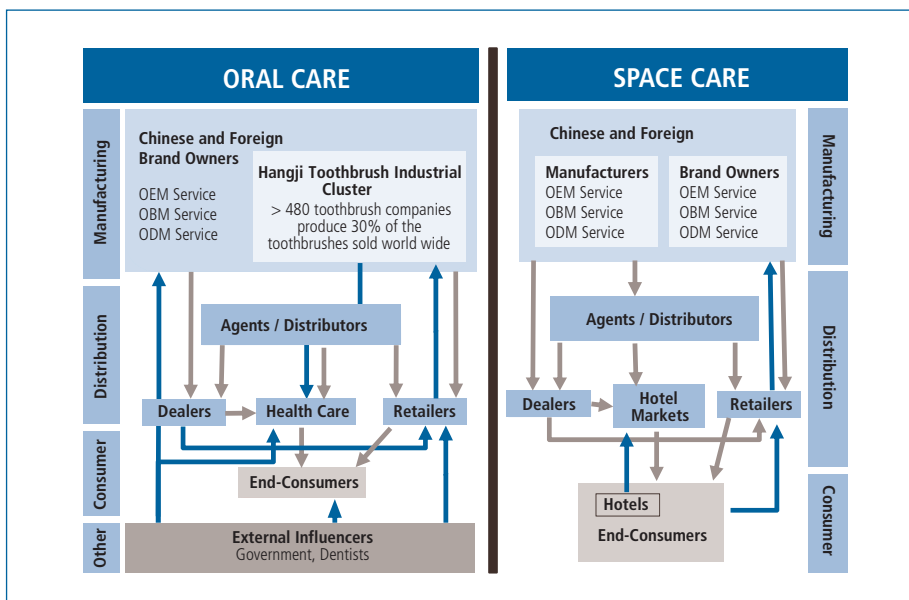 ORAL CARE
Manufacturing
Chinese and Foreign
Brand Owners
OEM Service
OBM Service
ODM Service
Hangji Toothbrush Industrial
Cluster
> 480 toothbrush companies
produce 30% of the
toothbrushes sold world wide
Distribution
Agents / Distributors
Dealers
Health Care
Retailers
Consumer
End-Consumers
Other
External Influencers
Government, Dentists
SPACE CARE
Chinese and Foreign
Manufacturers
OEM Service
OBM Service
ODM Service
Brand Owners
OEM Service
OBM Service
ODM Service
Manufacturing
Agents / Distributors
Distribution
Dealers
Hotel
Markets
Retailers
Hotels
End-Consumers
Consumer